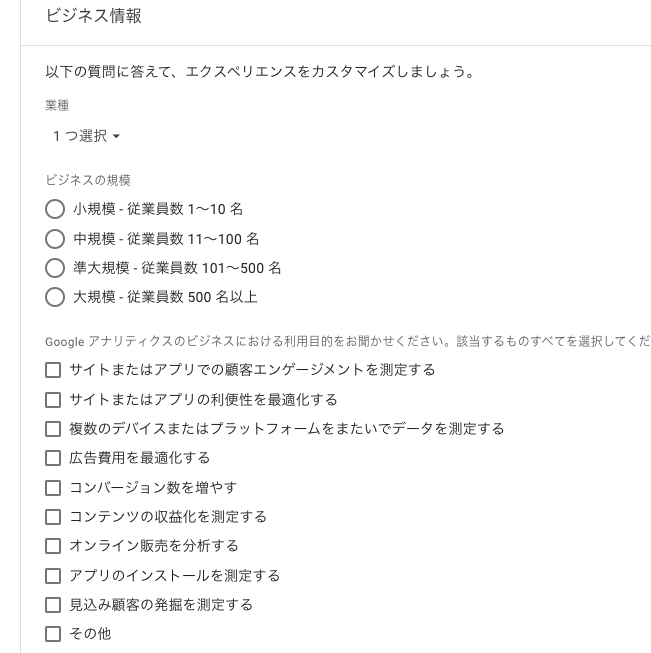 ビジネス情報
以下の質問に答えて、エクスペリエンスをカスタマイズしましょう。
業種
1 つ選択
ビジネスの規模
小規模 - 従業員数 1～10 名
中規模 - 従業員数 11～100 名
準大規模 - 従業員数 101～500 名
大規模 - 従業員数 500 名以上
Google アナリティクスのビジネスにおける利用目的をお聞かせください。該当するものすべてを選択してくだ
サイトまたはアプリでの顧客エンゲージメントを測定する
サイトまたはアプリの利便性を最適化する
複数のデバイスまたはプラットフォームをまたいでデータを測定する
広告費用を最適化する
コンバージョン数を増やす
コンテンツの収益化を測定する
オンライン販売を分析する
アプリのインストールを測定する
見込み顧客の発掘を測定する
その他